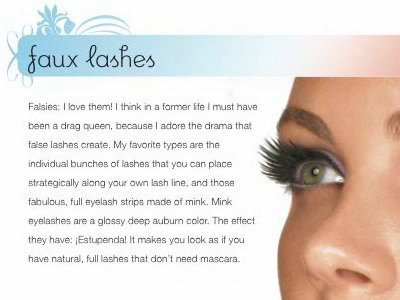 faux lashes
Falsies: I love them! I think in a former life I must have
been a drag queen, because I adore the drama that
false lashes create. My favorite types are the
individual bunches of lashes that you can place
strategically along your own lash line, and those
fabulous, full eyelash strips made of mink. Mink
eyelashes are a glossy deep auburn color. The effect
they have: ¡Estupenda! It makes you look as if you
have natural, full lashes that don't need mascara.